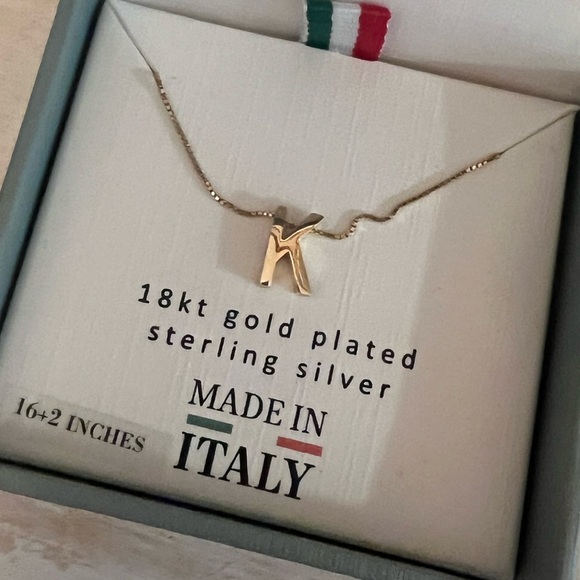 K
18kt gold plated
sterling silver
MADE IN
ITALY
16+2 INCHES